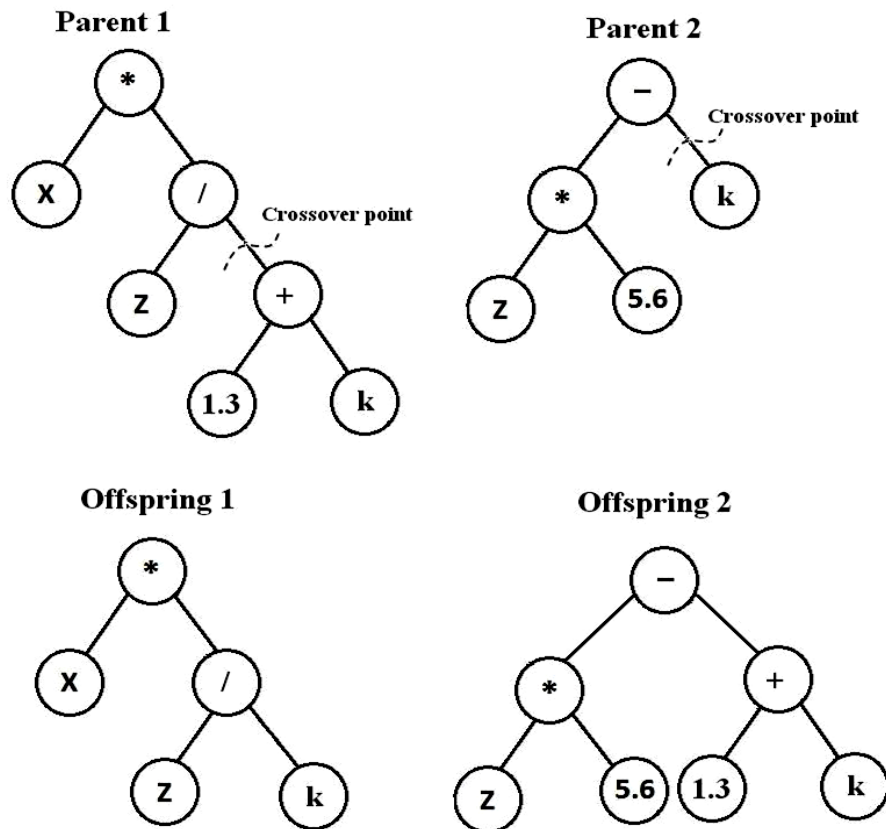 Parent 1
*
X
/
Crossover point
Z
+
1.3
k
Parent 2
−
Crossover point
*
k
Z
5.6
Offspring 1
*
X
/
Z
k
Offspring 2
−
*
+
Z
5.6
1.3
k